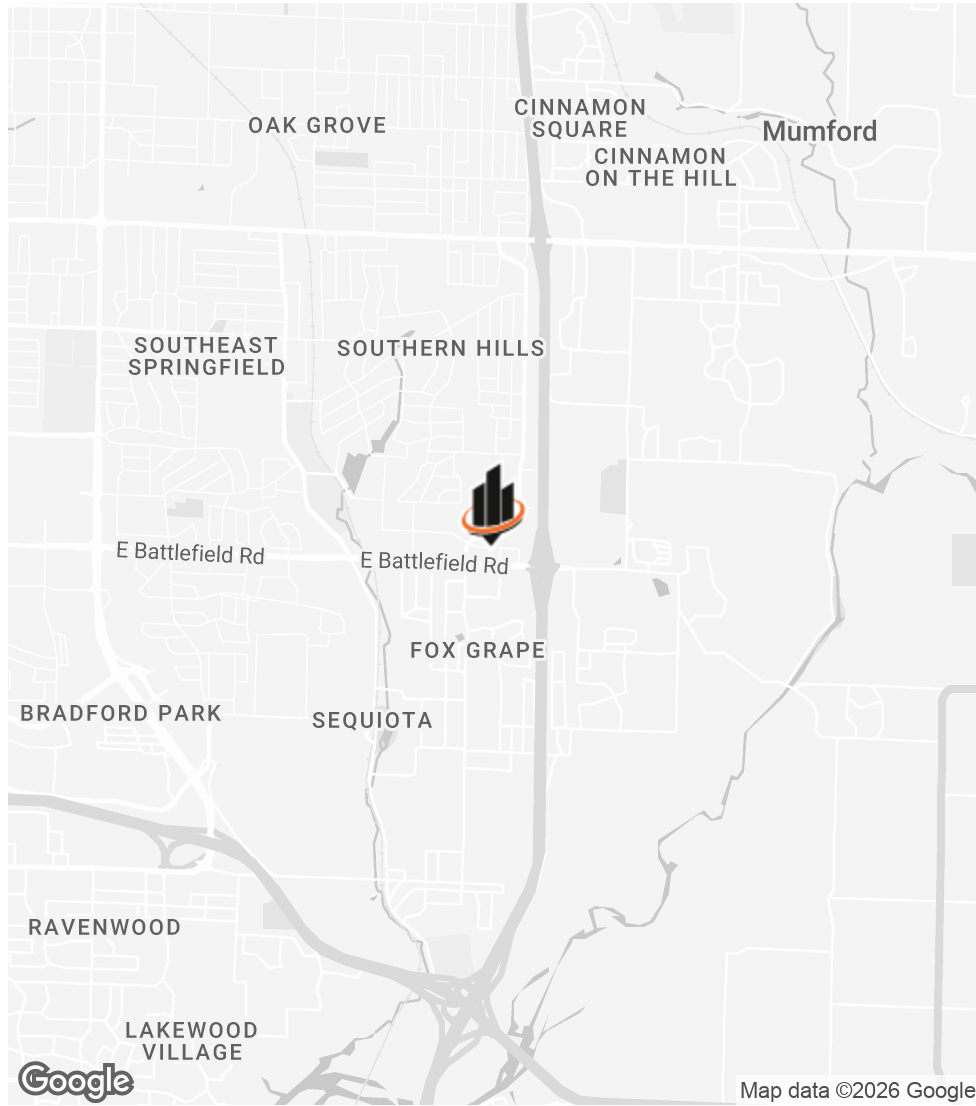 OAK GROVE
CINNAMON
SQUARE
Mumford
CINNAMON
ON THE HILL
SOUTHEAST
SPRINGFIELD
SOUTHERN HILLS
E Battlefield Rd
E Battlefield Rd
FOX GRAPE
BRADFORD PARK
SEQUIOTA
RAVENWOOD
LAKEWOOD
VILLAGE
Google
Map data ©2026 Google